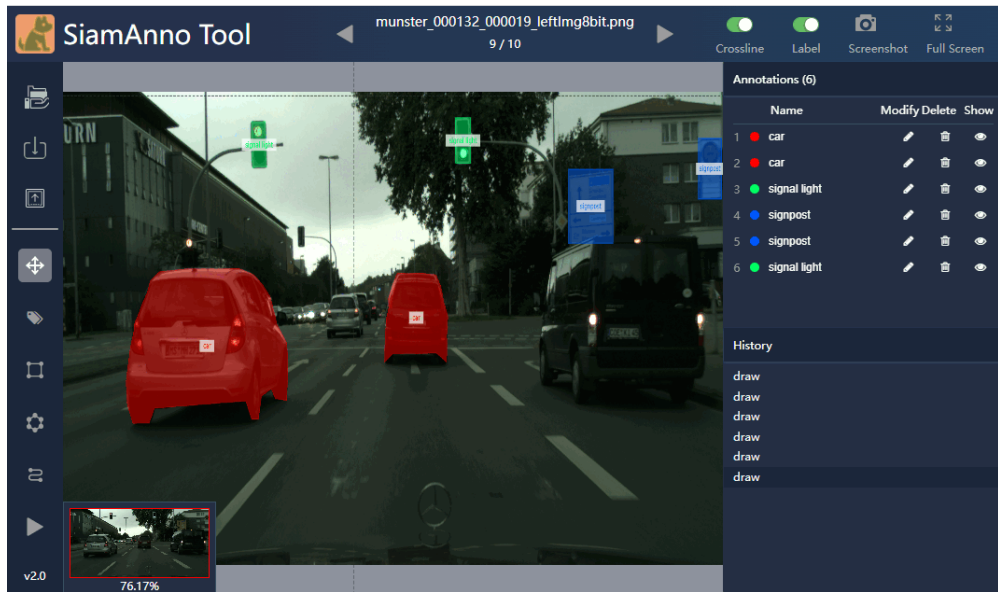 SiamAnno Tool
munster_000132_000019_leftImg8bit.png
9 / 10
Crossline
Label
Screenshot
Full Screen
Annotations (6)
Name Modify Delete Show
1 car
2 car
3 signal light
4 signpost
5 signpost
6 signal light
URN
signal light
signal light
signpost
signpost
car
car
History
draw
draw
draw
draw
draw
draw
v2.0
76.17%